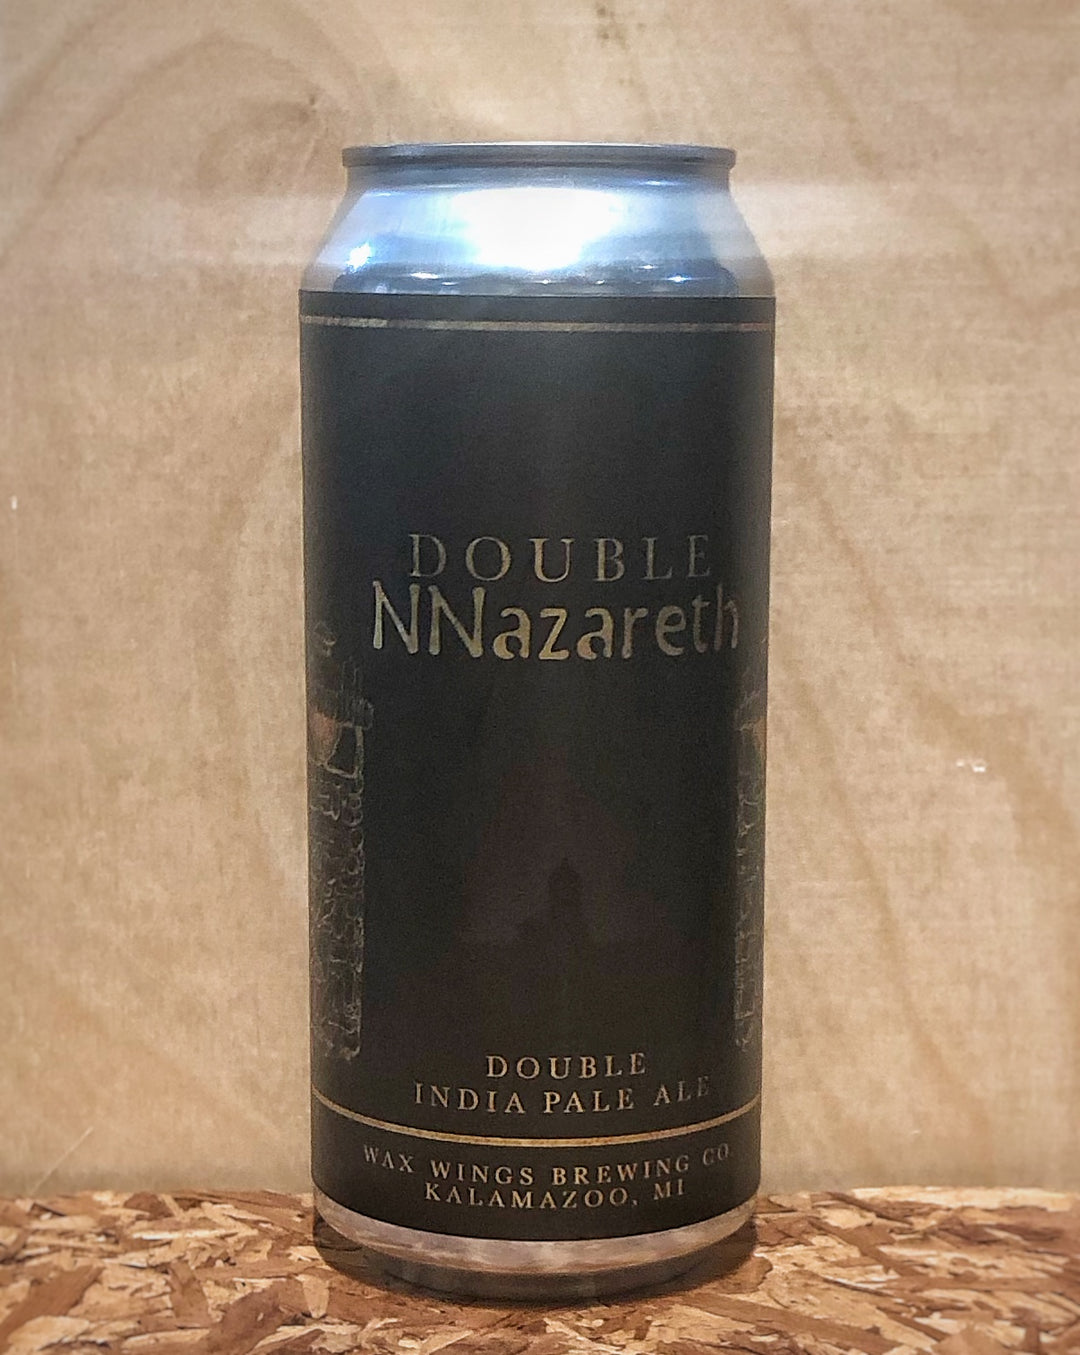 DOUBLE
NNazareth
DOUBLE
INDIA PALE ALE
WAX WINGS BREWING CO.
KALAMAZOO, MI